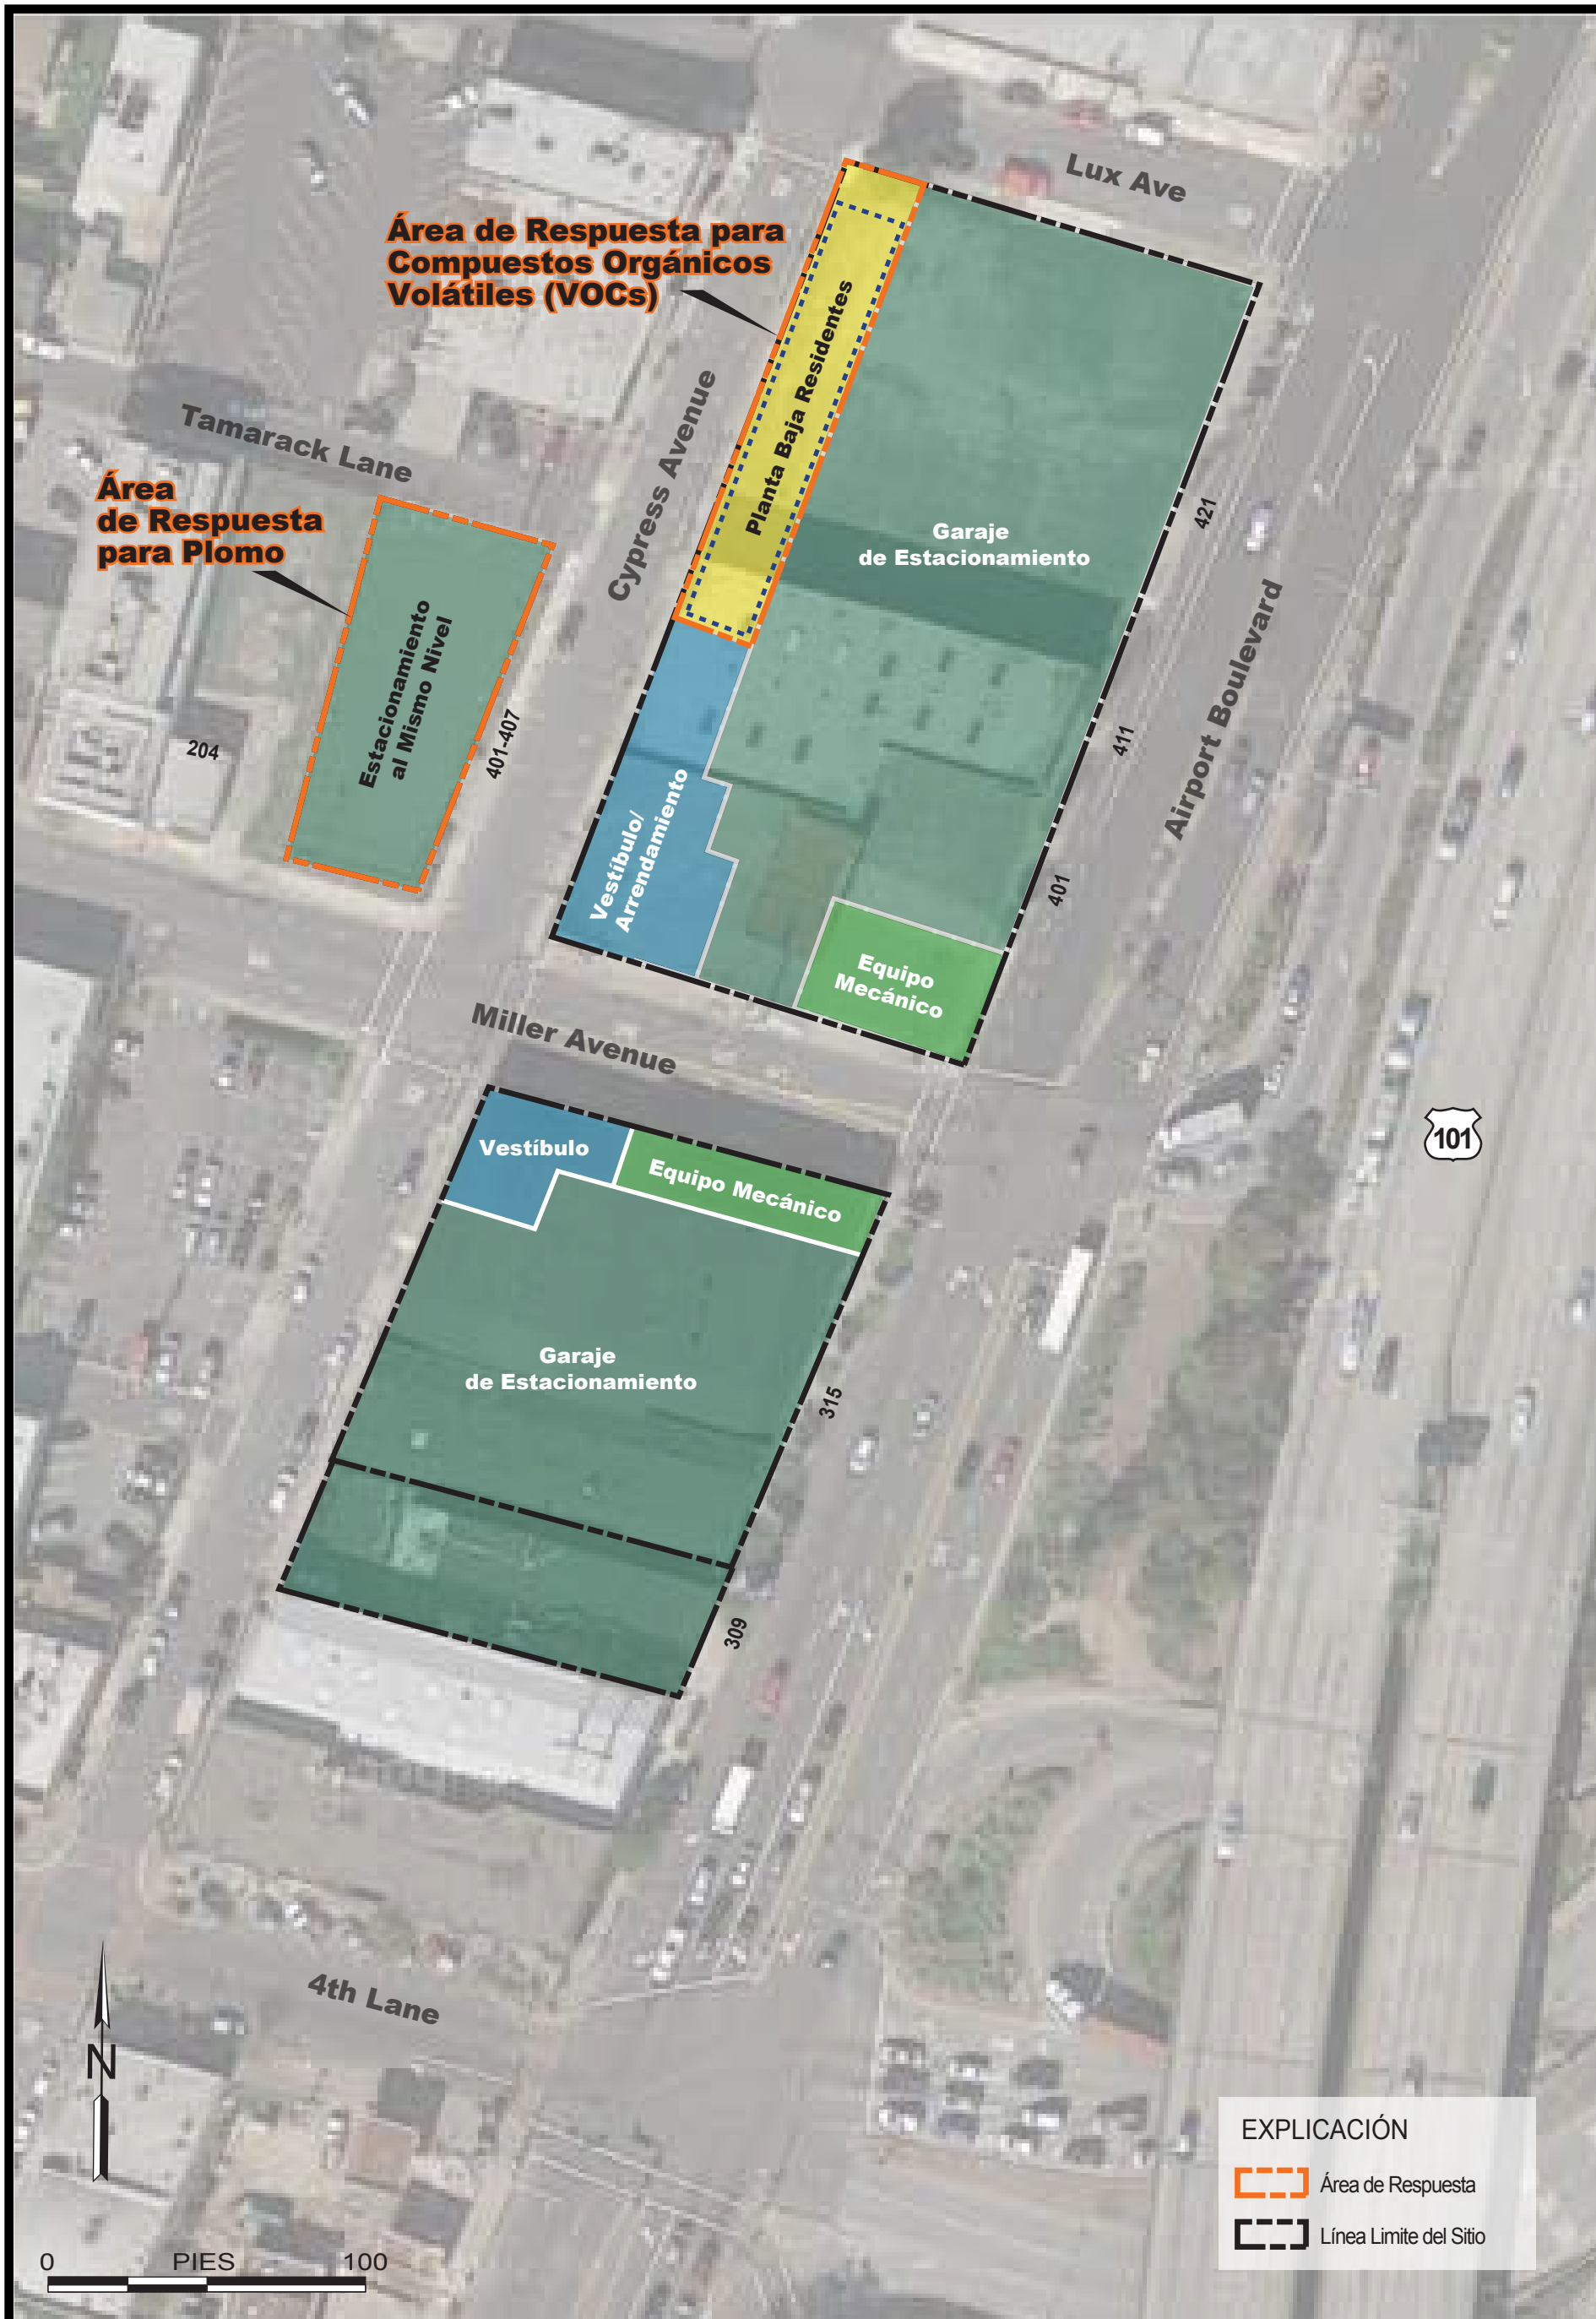 Lux Ave
Área de Respuesta para
Compuestos Orgánicos
Volátiles (VOCs)
Planta Baja Residentes
Cypress Avenue
Tamarack Lane
Área
de Respuesta
para Plomo
Garaje
de Estacionamiento
421
Estacionamiento
al Mismo Nivel
401-407
204
411
Airport Boulevard
Vestíbulo/
Arrendamiento
401
Equipo
Mecánico
Miller Avenue
101
Vestíbulo
Equipo Mecánico
Garaje
de Estacionamiento
315
309
4th Lane
N
EXPLICACIÓN
Área de Respuesta
Línea Limite del Sitio
0 PIES 100